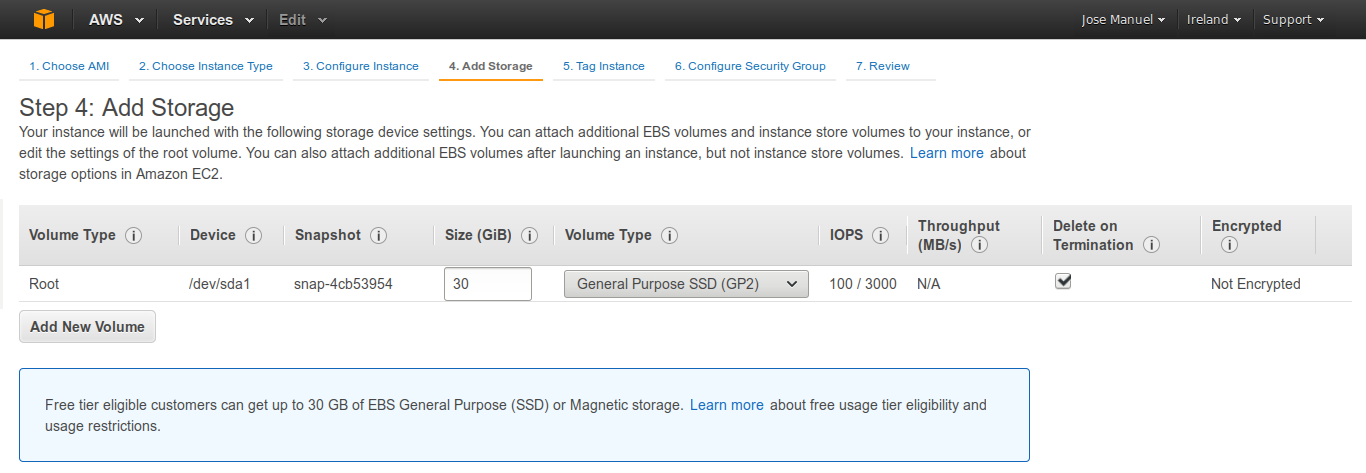 AWS Services Edit Jose Manuel Ireland Support
1. Choose AMI 2. Choose Instance Type 3. Configure Instance 4. Add Storage 5. Tag Instance 6. Configure Security Group 7. Review
Step 4: Add Storage
Your instance will be launched with the following storage device settings. You can attach additional EBS volumes and instance store volumes to your instance, or
edit the settings of the root volume. You can also attach additional EBS volumes after launching an instance, but not instance store volumes. Learn more about
storage options in Amazon EC2.
Volume Type Device Snapshot Size (GiB) Volume Type IOPS Throughput (MB/s) Delete on Termination Encrypted
Root /dev/sda1 snap-4cb53954 30 General Purpose SSD (GP2) 100 / 3000 N/A Not Encrypted
Add New Volume
Free tier eligible customers can get up to 30 GB of EBS General Purpose (SSD) or Magnetic storage. Learn more about free usage tier eligibility and
usage restrictions.